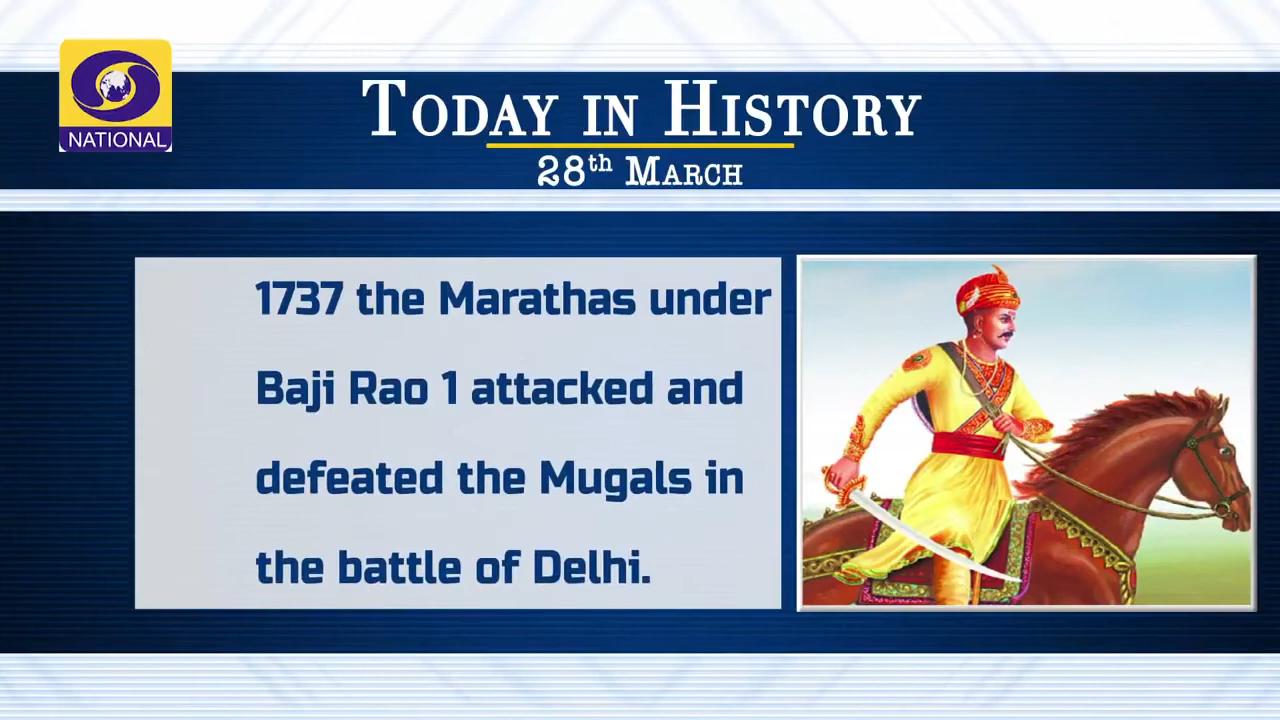 NATIONAL
TODAY IN HISTORY
28th MARCH
1737 the Marathas under
Baji Rao 1 attacked and
defeated the Mugals in
the battle of Delhi.